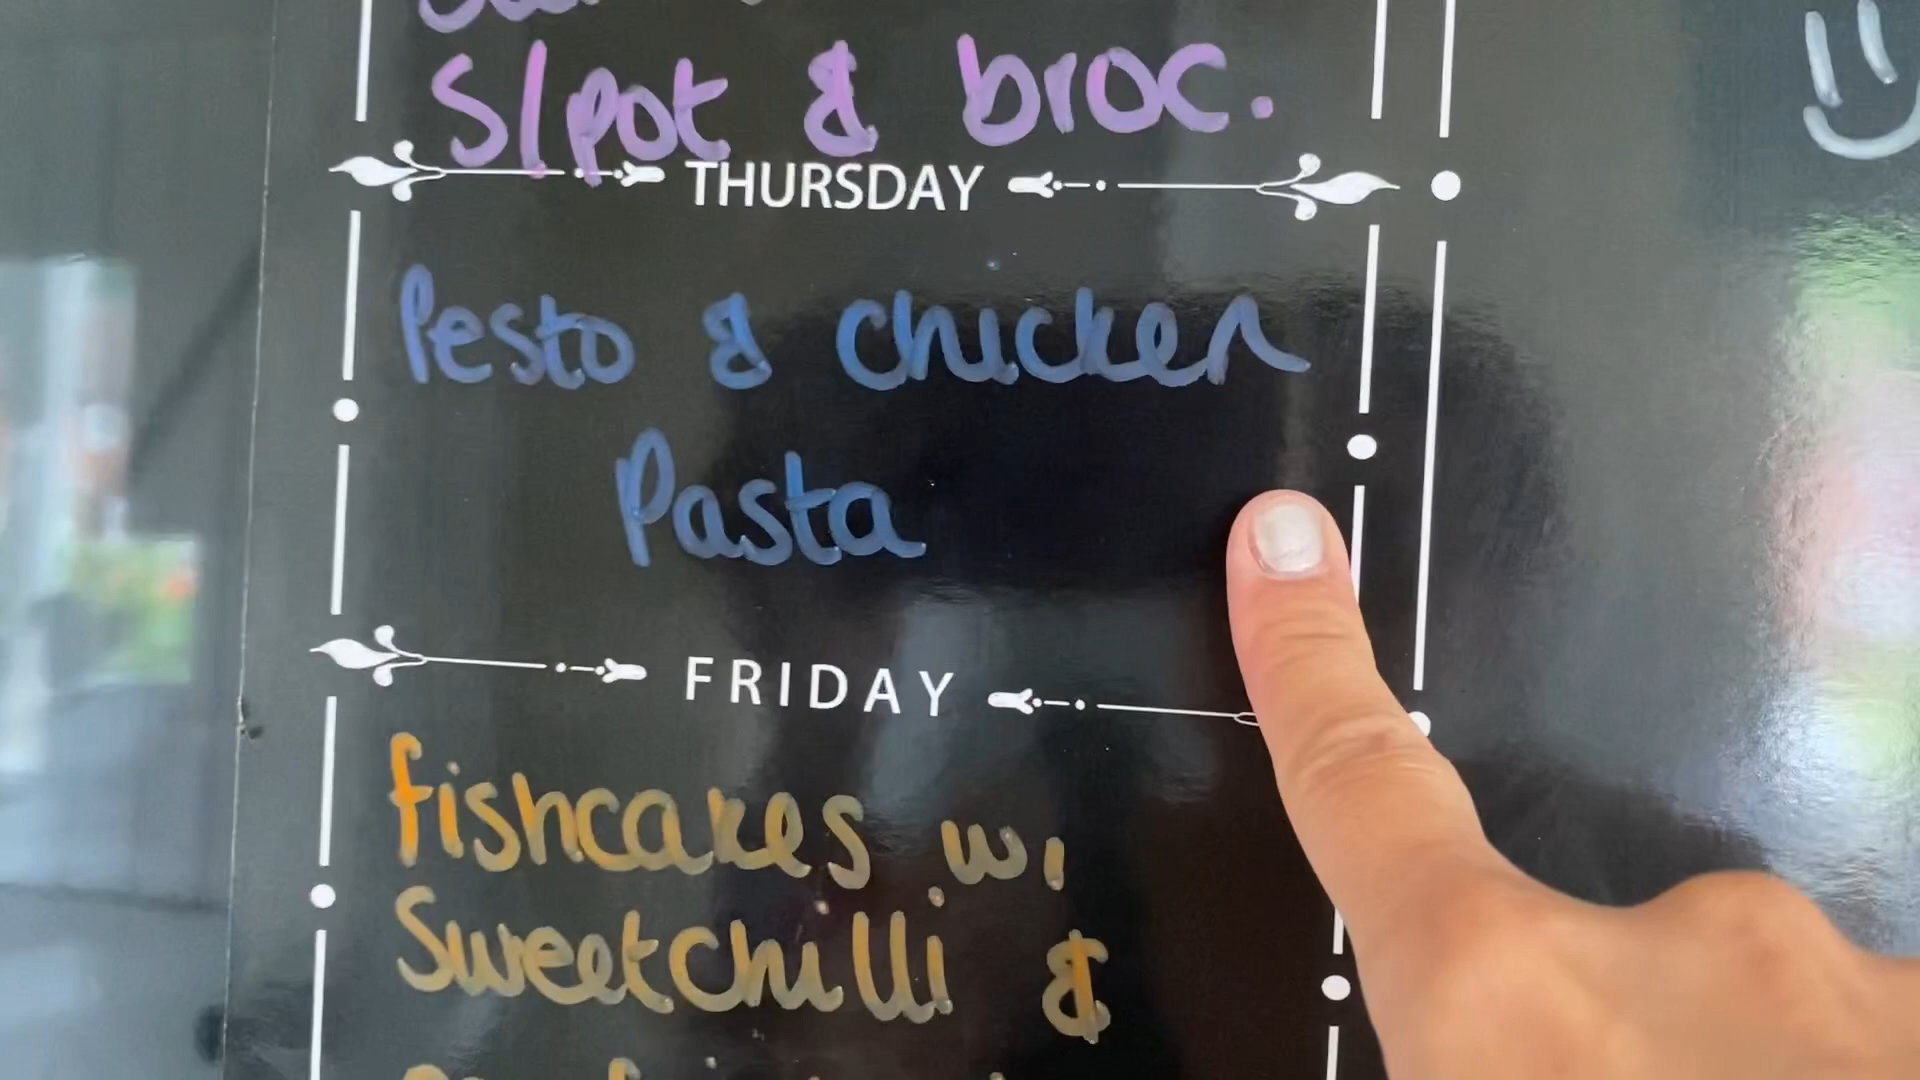 S/pot & broc.
THURSDAY
Pesto & chicken
Pasta
FRIDAY
fishcakes w/
Sweetchilli &